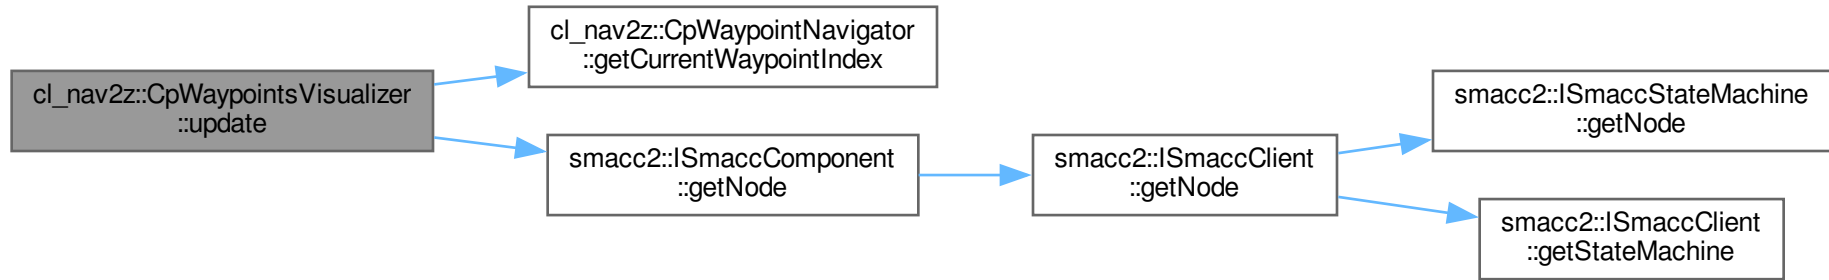 cl_nav2z::CpWaypointsVisualizer
::update
cl_nav2z::CpWaypointNavigator
::getCurrentWaypointIndex
smacc2::ISmaccComponent
::getNode
smacc2::ISmaccClient
::getNode
smacc2::ISmaccStateMachine
::getNode
smacc2::ISmaccClient
::getStateMachine